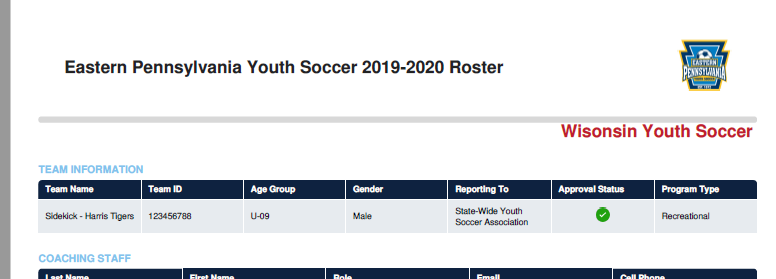 Eastern Pennsylvania Youth Soccer 2019-2020 Roster
EASTERN
PENNSYLVANIA
Wisonsin Youth Soccer
TEAM INFORMATION
Team Name Team ID Age Group Gender Reporting To Approval Status Program Type
Sidekick - Harris Tigers 123456788 U-09 Male State-Wide Youth Recreational
Soccer Association
COACHING STAFF
Last Name First Name Role Email Cell Phone